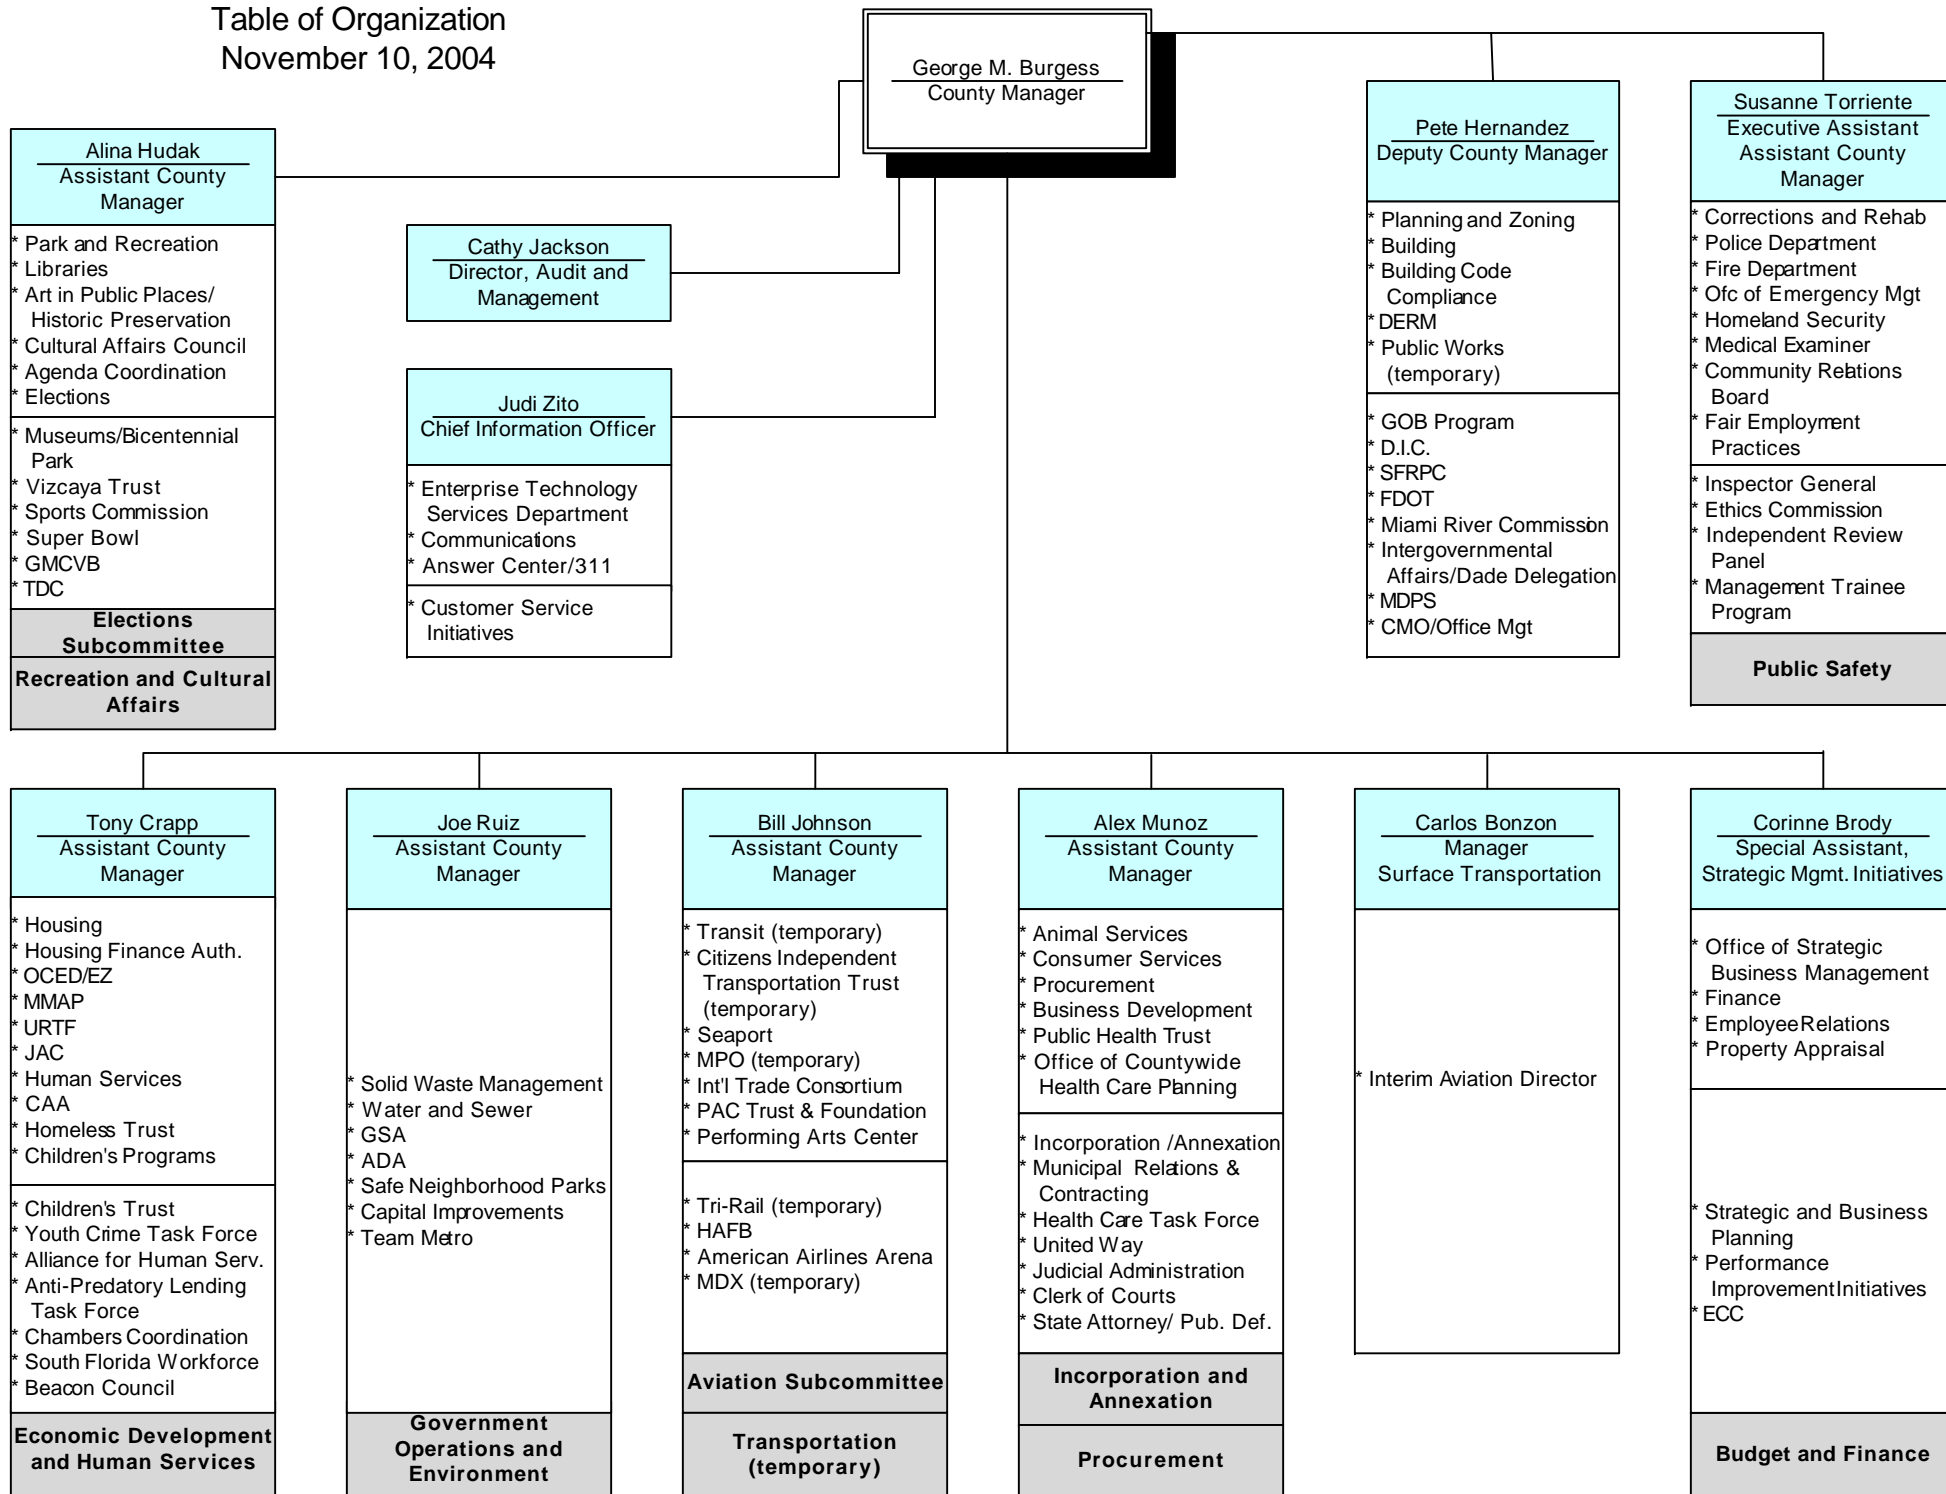 Table of Organization
November 10, 2004
George M. Burgess
County Manager
Alina Hudak
Assistant County
Manager
* Park and Recreation
* Libraries
* Art in Public Places/
Historic Preservation
* Cultural Affairs Council
* Agenda Coordination
* Elections
* Museums/Bicentennial
Park
* Vizcaya Trust
* Sports Commission
* Super Bowl
* GMCVB
* TDC
Elections
Subcommittee
Recreation and Cultural
Affairs
Cathy Jackson
Director, Audit and
Management
Judi Zito
Chief Information Officer
* Enterprise Technology
Services Department
* Communications
* Answer Center/311
* Customer Service
Initiatives
Pete Hernandez
Deputy County Manager
* Planning and Zoning
* Building
* Building Code
Compliance
* DERM
* Public Works
(temporary)
* GOB Program
* D.I.C.
* SFRPC
* FDOT
* Miami River Commission
* Intergovernmental
Affairs/Dade Delegation
* MDPS
* CMO/Office Mgt
Susanne Torriente
Executive Assistant
Assistant County
Manager
* Corrections and Rehab
* Police Department
* Fire Department
* Ofc of Emergency Mgt
* Homeland Security
* Medical Examiner
* Community Relations
Board
* Fair Employment
Practices
* Inspector General
* Ethics Commission
* Independent Review
Panel
* Management Trainee
Program
Public Safety
Tony Crapp
Assistant County
Manager
* Housing
* Housing Finance Auth.
* OCED/EZ
* MMAP
* URTF
* JAC
* Human Services
* CAA
* Homeless Trust
* Children's Programs
* Children's Trust
* Youth Crime Task Force
* Alliance for Human Serv.
* Anti-Predatory Lending
Task Force
* Chambers Coordination
* South Florida Workforce
* Beacon Council
Economic Development
and Human Services
Joe Ruiz
Assistant County
Manager
* Solid Waste Management
* Water and Sewer
* GSA
* ADA
* Safe Neighborhood Parks
* Capital Improvements
* Team Metro
Government
Operations and
Environment
Bill Johnson
Assistant County
Manager
* Transit (temporary)
* Citizens Independent
Transportation Trust
(temporary)
* Seaport
* MPO (temporary)
* Int'l Trade Consortium
* PAC Trust & Foundation
* Performing Arts Center
* Tri-Rail (temporary)
* HAFB
* American Airlines Arena
* MDX (temporary)
Aviation Subcommittee
Transportation
(temporary)
Alex Munoz
Assistant County
Manager
* Animal Services
* Consumer Services
* Procurement
* Business Development
* Public Health Trust
* Office of Countywide
Health Care Planning
* Incorporation /Annexation
* Municipal Relations &
Contracting
* Health Care Task Force
* United Way
* Judicial Administration
* Clerk of Courts
* State Attorney/ Pub. Def.
Incorporation and
Annexation
Procurement
Carlos Bonzon
Manager
Surface Transportation
* Interim Aviation Director
Corinne Brody
Special Assistant,
Strategic Mgmt. Initiatives
* Office of Strategic
Business Management
* Finance
* Employee Relations
* Property Appraisal
* Strategic and Business
Planning
* Performance
Improvement Initiatives
* ECC
Budget and Finance